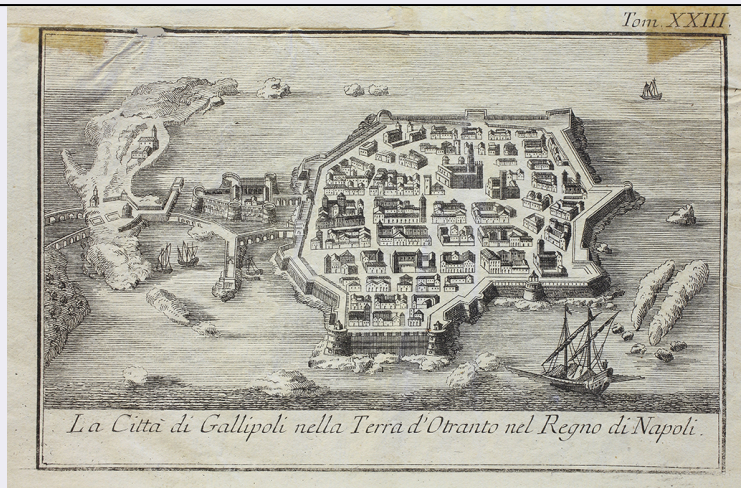 Tom. XXIII.
La Città di Gallipoli nella Terra d'Otranto nel Regno di Napoli.